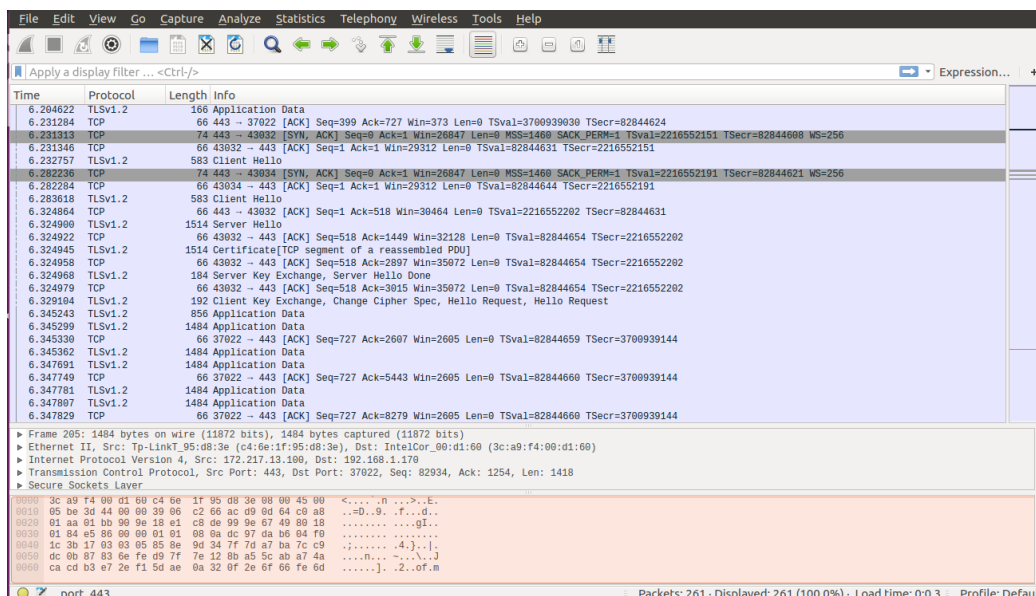 File Edit View Go Capture Analyze Statistics Telephony Wireless Tools Help
Apply a display filter ... <Ctrl-/> Expression... +
Time Protocol Length Info
6.204622 TLSv1.2 166 Application Data
6.231284 TCP 66 443 → 37022 [ACK] Seq=399 Ack=727 Win=373 Len=0 TSval=3700939030 TSecr=82844624
6.231313 TCP 74 443 → 43032 [SYN, ACK] Seq=0 Ack=1 Win=26847 Len=0 MSS=1460 SACK_PERM=1 TSval=2216552151 TSecr=82844608 WS=256
6.231346 TCP 66 43032 → 443 [ACK] Seq=1 Ack=1 Win=29312 Len=0 TSval=82844631 TSecr=2216552151
6.232757 TLSv1.2 583 Client Hello
6.282236 TCP 74 443 → 43034 [SYN, ACK] Seq=0 Ack=1 Win=26847 Len=0 MSS=1460 SACK_PERM=1 TSval=2216552191 TSecr=82844621 WS=256
6.282284 TCP 66 43034 → 443 [ACK] Seq=1 Ack=1 Win=29312 Len=0 TSval=82844644 TSecr=2216552191
6.283618 TLSv1.2 583 Client Hello
6.324864 TCP 66 443 → 43032 [ACK] Seq=1 Ack=518 Win=30464 Len=0 TSval=2216552202 TSecr=82844631
6.324900 TLSv1.2 1514 Server Hello
6.324922 TCP 66 43032 → 443 [ACK] Seq=518 Ack=1449 Win=32128 Len=0 TSval=82844654 TSecr=2216552202
6.324945 TLSv1.2 1514 Certificate[TCP segment of a reassembled PDU]
6.324958 TCP 66 43032 → 443 [ACK] Seq=518 Ack=2897 Win=35072 Len=0 TSval=82844654 TSecr=2216552202
6.324968 TLSv1.2 184 Server Key Exchange, Server Hello Done
6.324979 TCP 66 43032 → 443 [ACK] Seq=518 Ack=3015 Win=35072 Len=0 TSval=82844654 TSecr=2216552202
6.329104 TLSv1.2 192 Client Key Exchange, Change Cipher Spec, Hello Request, Hello Request
6.345243 TLSv1.2 856 Application Data
6.345299 TLSv1.2 1484 Application Data
6.345330 TCP 66 37022 → 443 [ACK] Seq=727 Ack=2607 Win=2605 Len=0 TSval=82844659 TSecr=3700939144
6.345362 TLSv1.2 1484 Application Data
6.347691 TLSv1.2 1484 Application Data
6.347749 TCP 66 37022 → 443 [ACK] Seq=727 Ack=5443 Win=2605 Len=0 TSval=82844660 TSecr=3700939144
6.347781 TLSv1.2 1484 Application Data
6.347807 TLSv1.2 1484 Application Data
6.347829 TCP 66 37022 → 443 [ACK] Seq=727 Ack=8279 Win=2605 Len=0 TSval=82844660 TSecr=3700939144
Frame 205: 1484 bytes on wire (11872 bits), 1484 bytes captured (11872 bits)
Ethernet II, Src: Tp-LinkT_95:d8:3e (c4:6e:1f:95:d8:3e), Dst: IntelCor_00:d1:60 (3c:a9:f4:00:d1:60)
Internet Protocol Version 4, Src: 172.217.13.100, Dst: 192.168.1.170
Transmission Control Protocol, Src Port: 443, Dst Port: 37022, Seq: 82934, Ack: 1254, Len: 1418
Secure Sockets Layer
0000 3c a9 f4 00 d1 60 c4 6e 1f 95 d8 3e 08 00 45 00 <....`.n ...>..E.
0010 05 be 3d 44 00 00 39 06 c2 66 ac d9 0d 64 c0 a8 ..=D..9. .f...d..
0020 01 aa 01 bb 90 9e 18 e1 c8 de 99 9e 67 49 80 18 ........ ....gI..
0030 01 84 e5 86 00 00 01 01 08 0a dc 97 da b6 04 f0 ........ ........
0040 1c 3b 17 03 03 05 85 8e 9d 34 7f 7d a7 ba 7c c9 .;...... .4.}..|.
0050 dc 0b 87 83 6e fe d9 7f 7e 12 8b a5 5c ab a7 4a ....n... ~...\..J
0060 ca cd b3 e7 2e f1 5d ae 0a 32 0f 2e 6f 66 fe 6d ......]. .2..of.m
port 443 Packets: 261 · Displayed: 261 (100.0%) · Load time: 0:0.3 Profile: Defau